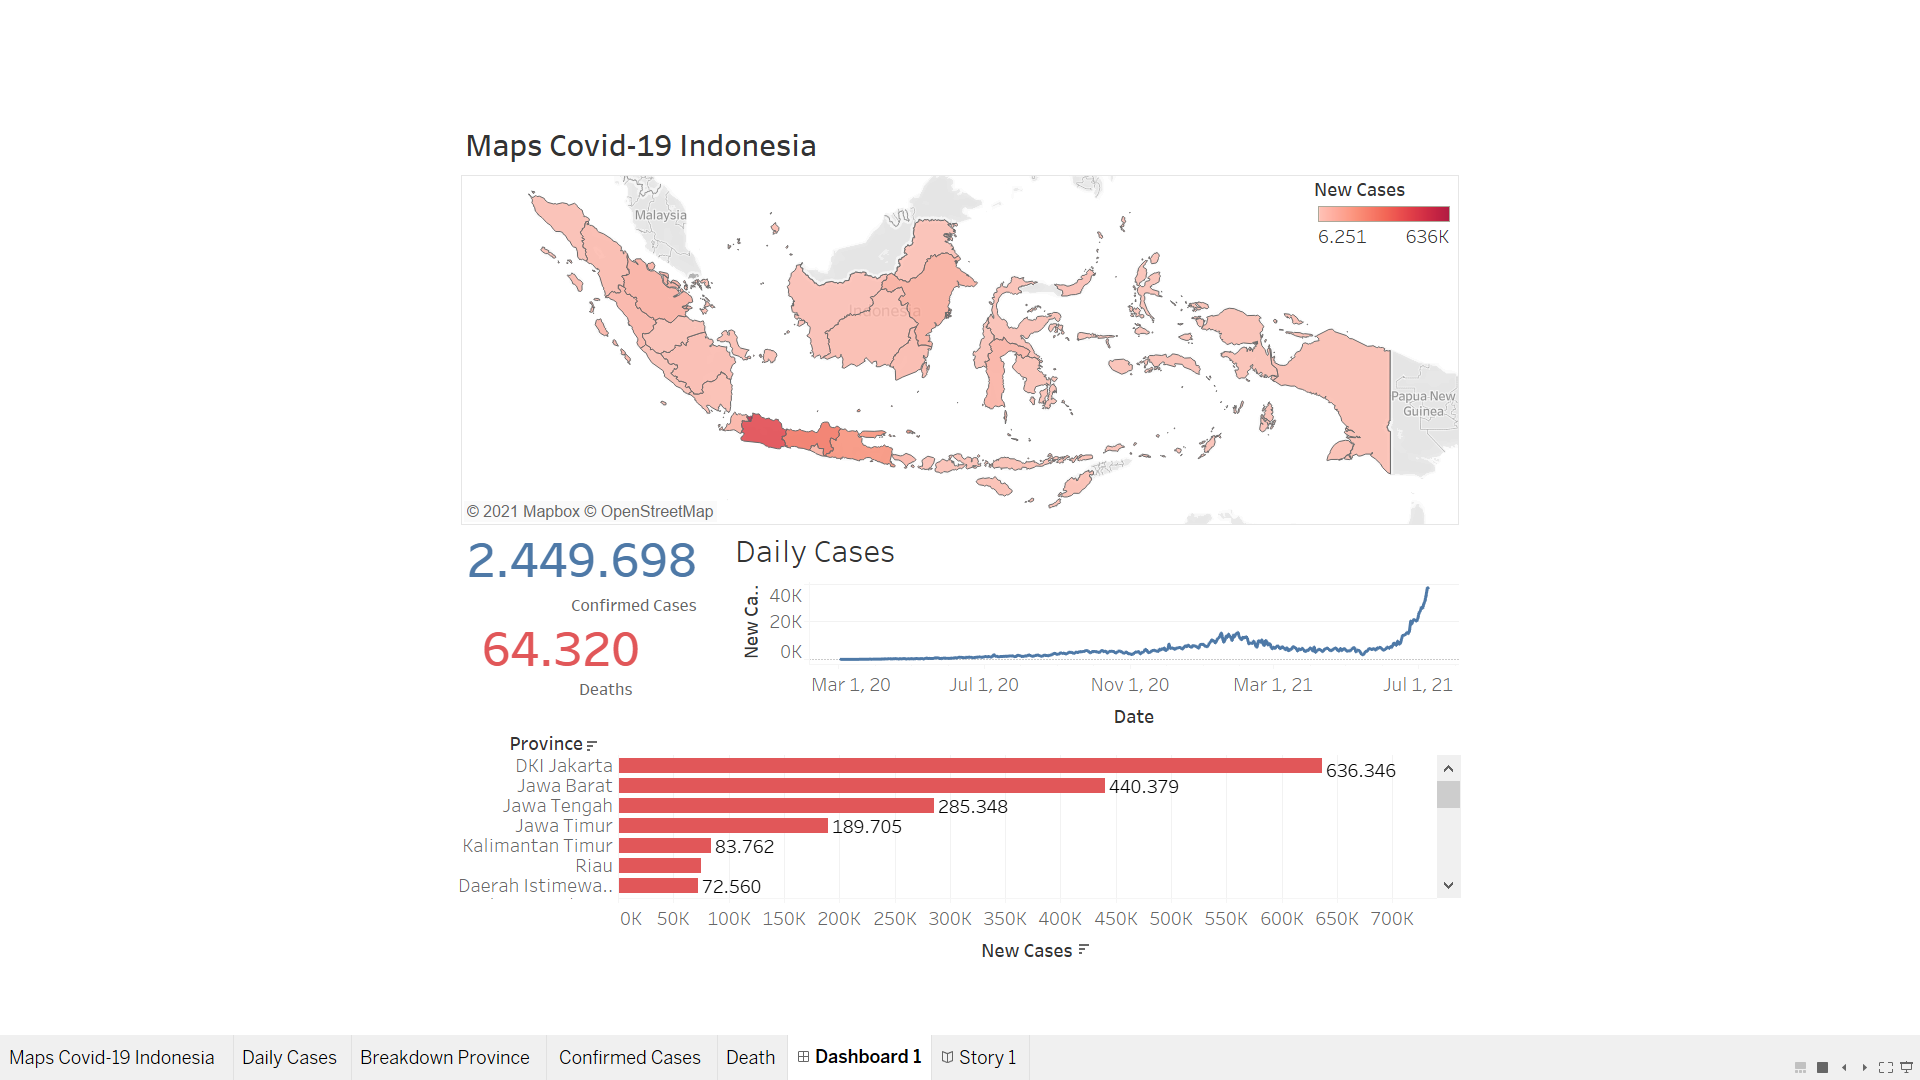 Maps Covid-19 Indonesia
New Cases
6.251 636K
Malaysia
Indonesia
Papua New
Guinea
© 2021 Mapbox © OpenStreetMap
2.449.698
Confirmed Cases
64.320
Deaths
Daily Cases
New Ca..
40K
20K
0K
Mar 1, 20 Jul 1, 20 Nov 1, 20 Mar 1, 21 Jul 1, 21
Date
Province
DKI Jakarta 636.346
Jawa Barat 440.379
Jawa Tengah 285.348
Jawa Timur 189.705
Kalimantan Timur 83.762
Riau
Daerah Istimewa.. 72.560
0K 50K 100K 150K 200K 250K 300K 350K 400K 450K 500K 550K 600K 650K 700K
New Cases
Maps Covid-19 Indonesia Daily Cases Breakdown Province Confirmed Cases Death Dashboard 1 Story 1